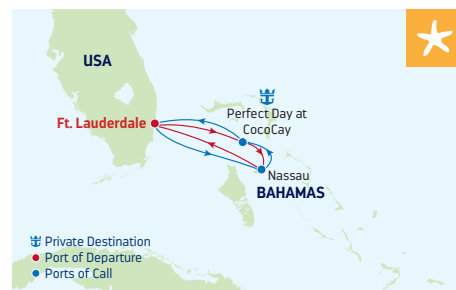 USA
Ft. Lauderdale
Perfect Day at
CocoCay
Nassau
BAHAMAS
Private Destination
Port of Departure
Ports of Call